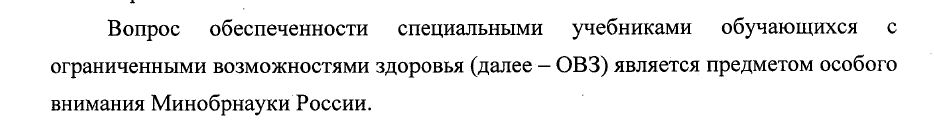 Вопрос обеспеченности специальными учебниками обучающихся с
ограниченными возможностями здоровья (далее – ОВЗ) является предметом особого
внимания Минобрнауки России.